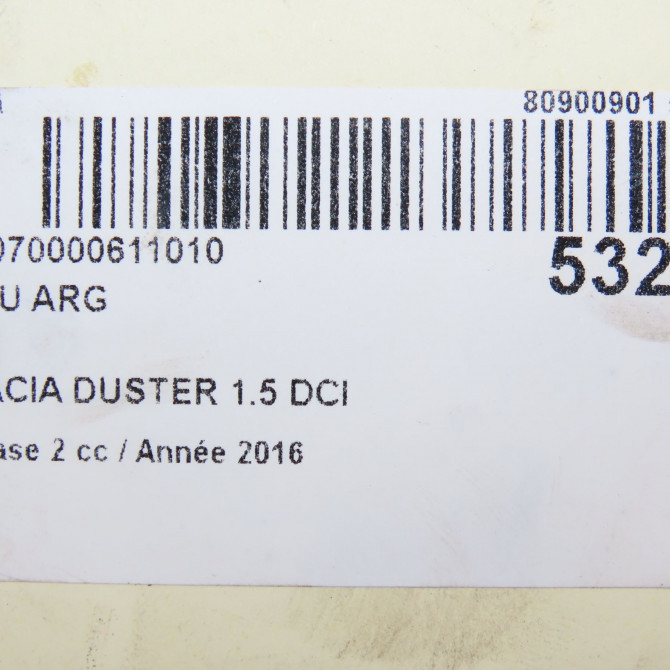 80900901
070000611010
532
U ARG
ACIA DUSTER 1.5 DCI
ase 2 cc / Année 2016